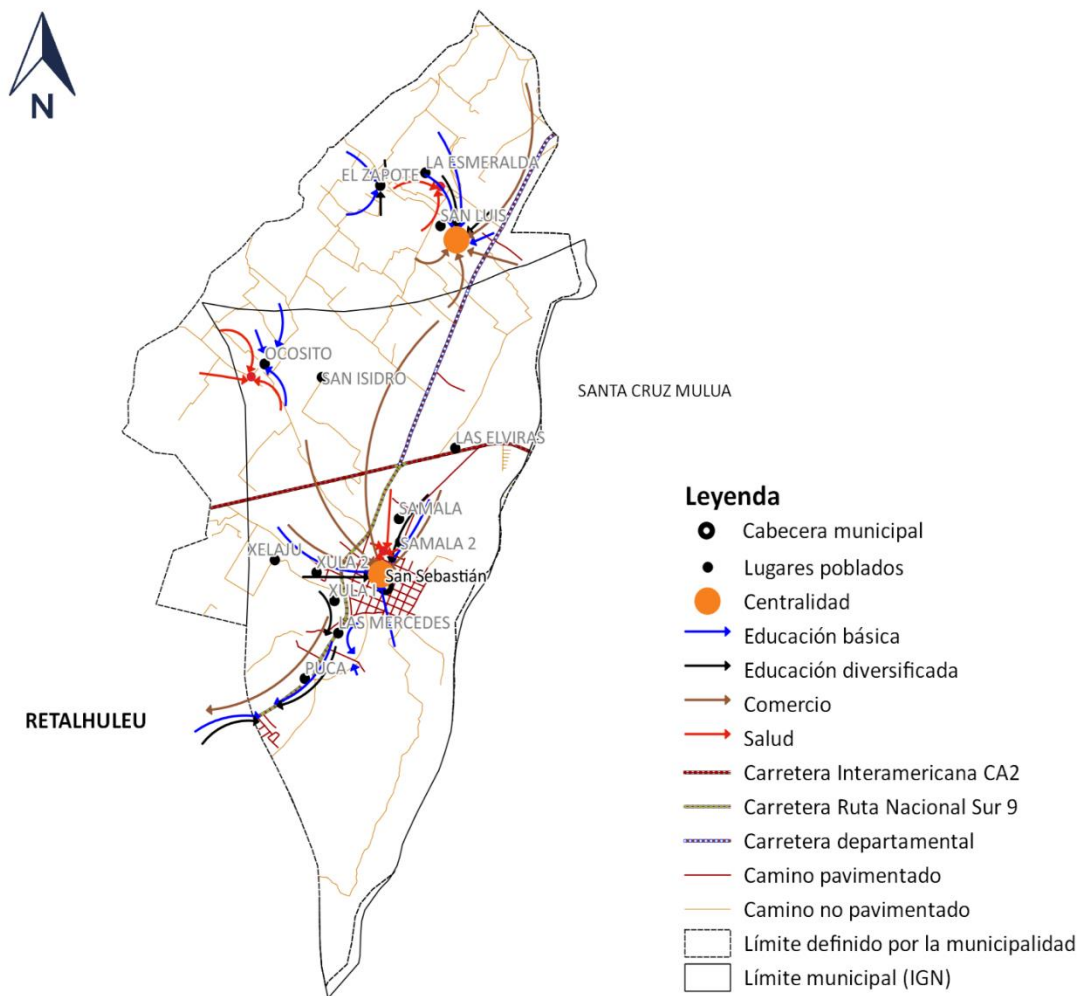 N
LA ESMERALDA
EL ZAPOTE
SAN LUIS
OCOSITO
SAN ISIDRO
SANTA CRUZ MULUA
LAS ELVIRAS
SAMALA
SAMALA 2
XELAJU
XULA 2
San Sebastián
XULA I
LAS MERCEDES
PUCA
RETALHULEU
Leyenda
Cabecera municipal
Lugares poblados
Centralidad
Educación básica
Educación diversificada
Comercio
Salud
Carretera Interamericana CA2
Carretera Ruta Nacional Sur 9
Carretera departamental
Camino pavimentado
Camino no pavimentado
Límite definido por la municipalidad
Límite municipal (IGN)